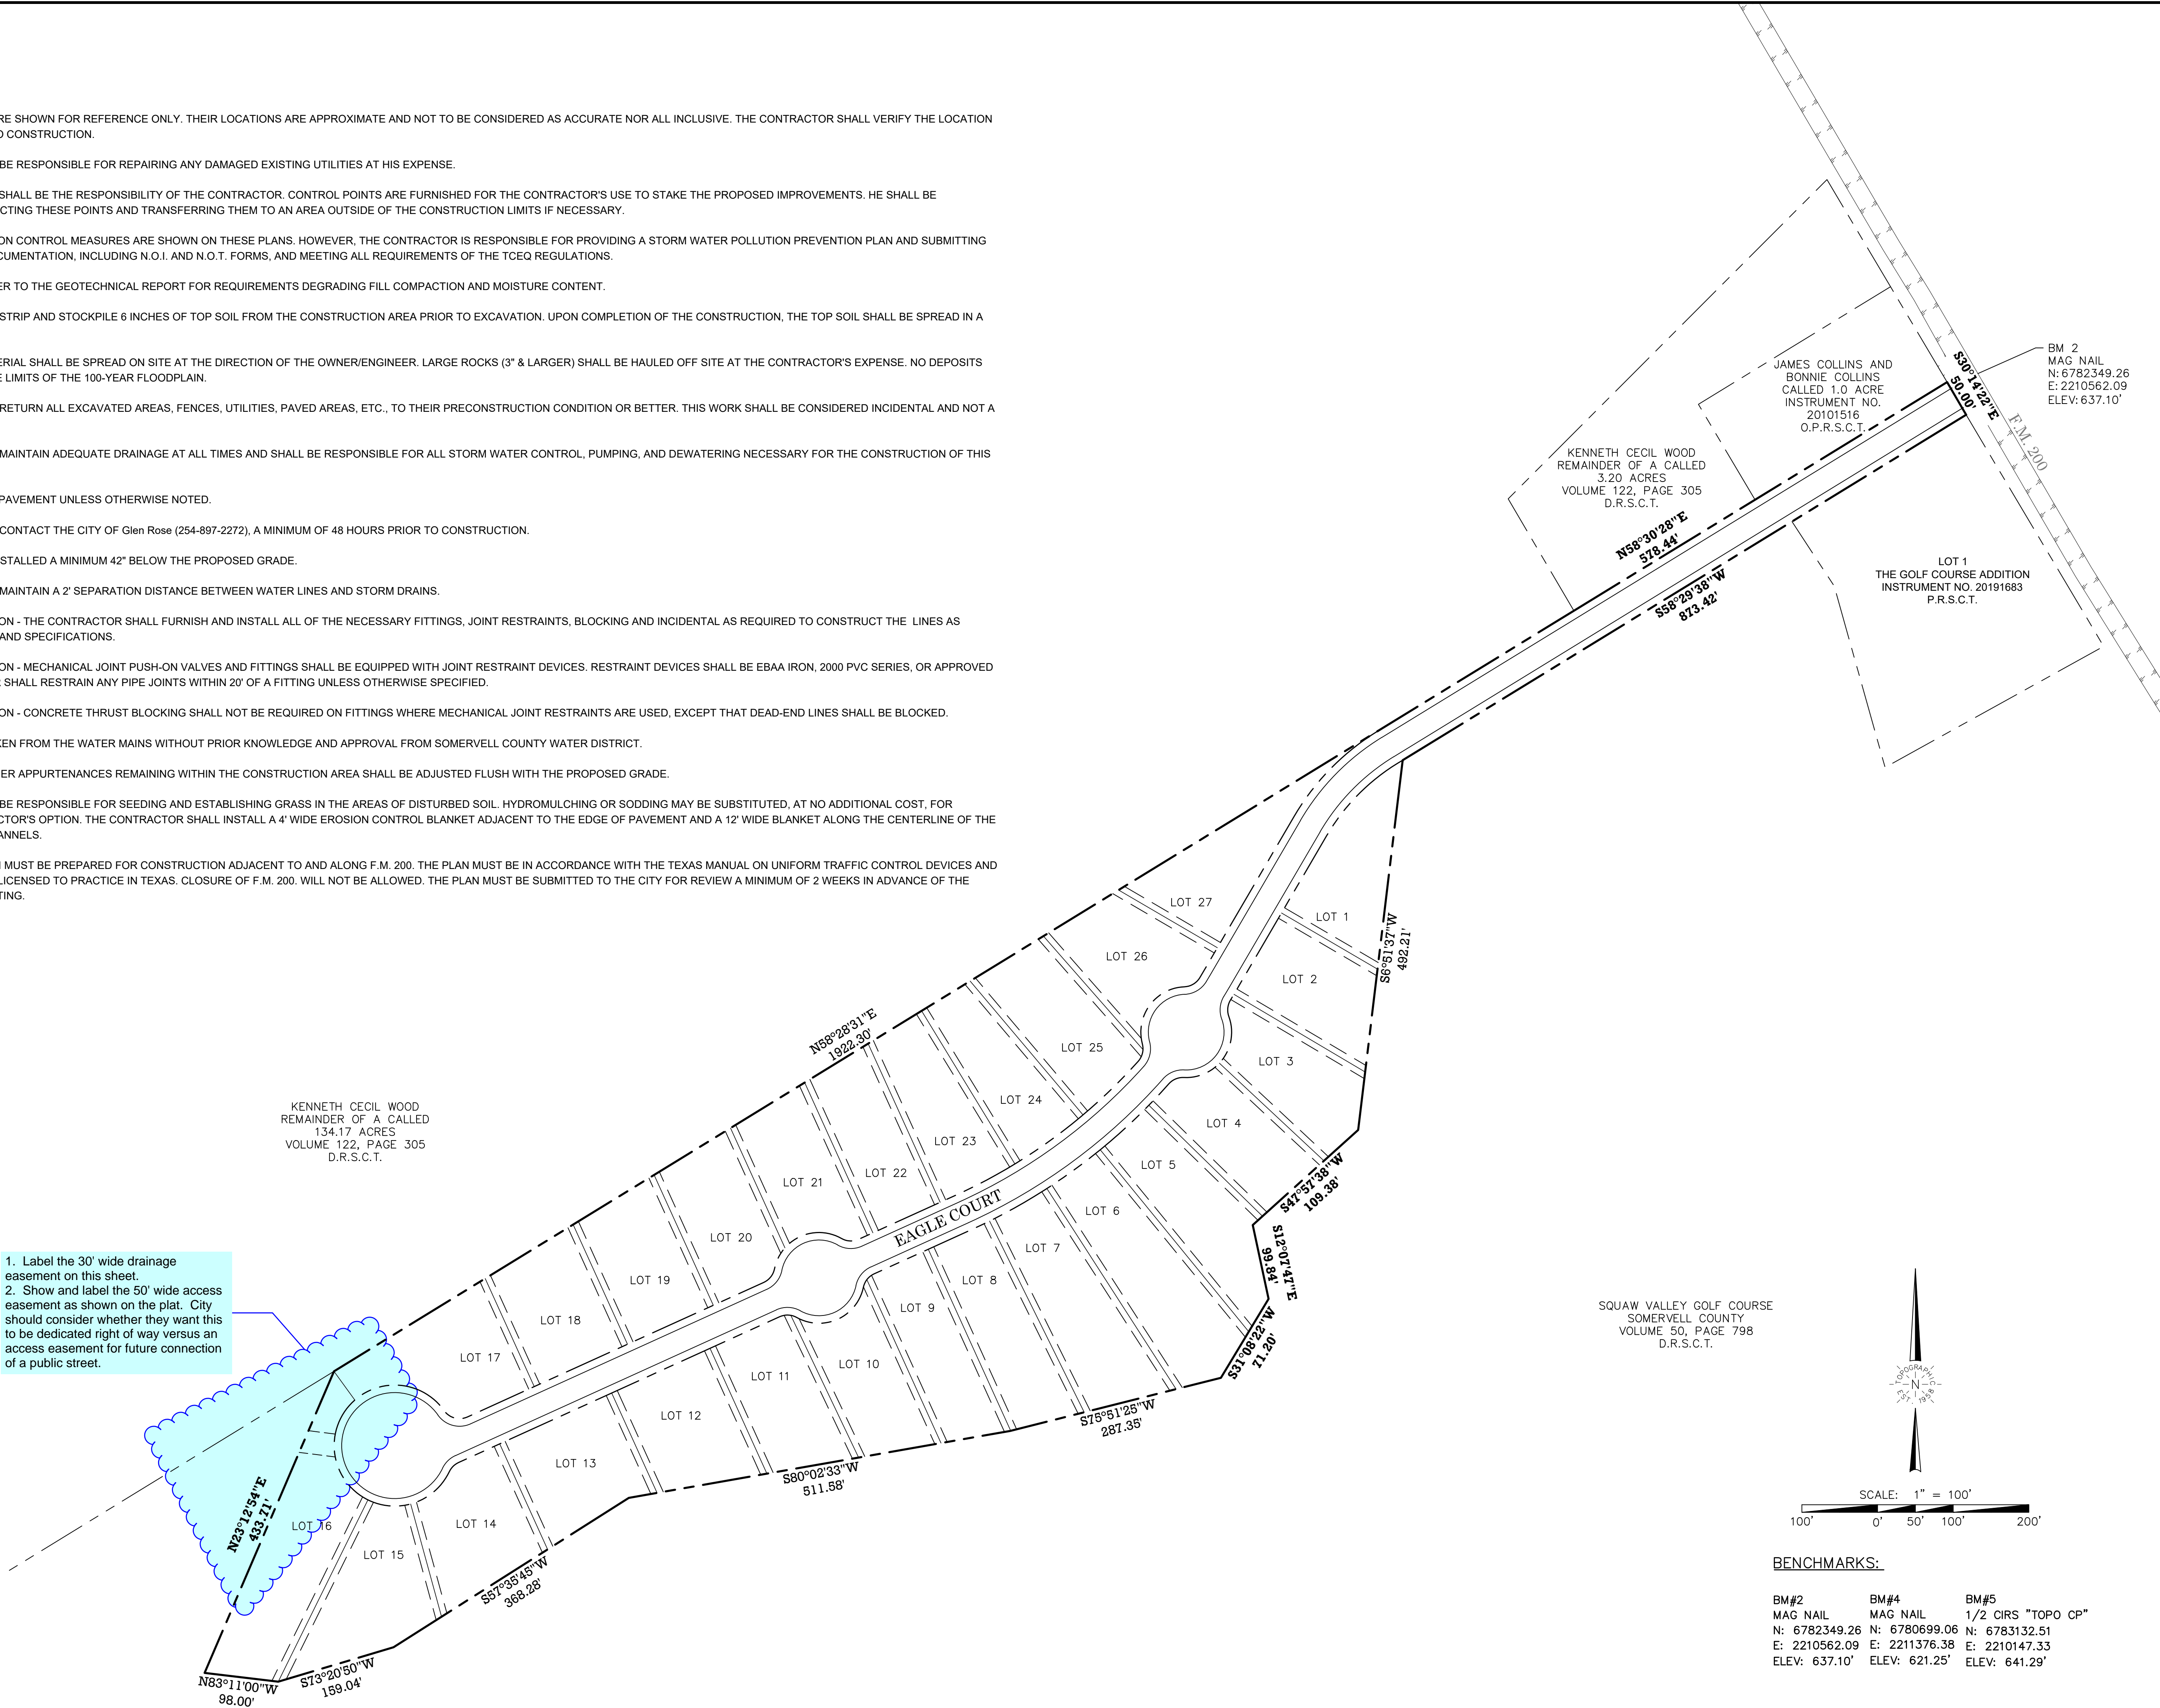 RE SHOWN FOR REFERENCE ONLY. THEIR LOCATIONS ARE APPROXIMATE AND NOT TO BE CONSIDERED AS ACCURATE NOR ALL INCLUSIVE. THE CONTRACTOR SHALL VERIFY THE LOCATION
O CONSTRUCTION.
BE RESPONSIBLE FOR REPAIRING ANY DAMAGED EXISTING UTILITIES AT HIS EXPENSE.
SHALL BE THE RESPONSIBILITY OF THE CONTRACTOR. CONTROL POINTS ARE FURNISHED FOR THE CONTRACTOR'S USE TO STAKE THE PROPOSED IMPROVEMENTS. HE SHALL BE
CTING THESE POINTS AND TRANSFERRING THEM TO AN AREA OUTSIDE OF THE CONSTRUCTION LIMITS IF NECESSARY.
ON CONTROL MEASURES ARE SHOWN ON THESE PLANS. HOWEVER, THE CONTRACTOR IS RESPONSIBLE FOR PROVIDING A STORM WATER POLLUTION PREVENTION PLAN AND SUBMITTING
CUMENTATION, INCLUDING N.O.I. AND N.O.T. FORMS, AND MEETING ALL REQUIREMENTS OF THE TCEQ REGULATIONS.
ER TO THE GEOTECHNICAL REPORT FOR REQUIREMENTS DEGRADING FILL COMPACTION AND MOISTURE CONTENT.
STRIP AND STOCKPILE 6 INCHES OF TOP SOIL FROM THE CONSTRUCTION AREA PRIOR TO EXCAVATION. UPON COMPLETION OF THE CONSTRUCTION, THE TOP SOIL SHALL BE SPREAD IN A
ERIAL SHALL BE SPREAD ON SITE AT THE DIRECTION OF THE OWNER/ENGINEER. LARGE ROCKS (3" & LARGER) SHALL BE HAULED OFF SITE AT THE CONTRACTOR'S EXPENSE. NO DEPOSITS
E LIMITS OF THE 100-YEAR FLOODPLAIN.
RETURN ALL EXCAVATED AREAS, FENCES, UTILITIES, PAVED AREAS, ETC., TO THEIR PRECONSTRUCTION CONDITION OR BETTER. THIS WORK SHALL BE CONSIDERED INCIDENTAL AND NOT A
MAINTAIN ADEQUATE DRAINAGE AT ALL TIMES AND SHALL BE RESPONSIBLE FOR ALL STORM WATER CONTROL, PUMPING, AND DEWATERING NECESSARY FOR THE CONSTRUCTION OF THIS
PAVEMENT UNLESS OTHERWISE NOTED.
CONTACT THE CITY OF Glen Rose (254-897-2272), A MINIMUM OF 48 HOURS PRIOR TO CONSTRUCTION.
STALLED A MINIMUM 42" BELOW THE PROPOSED GRADE.
MAINTAIN A 2' SEPARATION DISTANCE BETWEEN WATER LINES AND STORM DRAINS.
ON - THE CONTRACTOR SHALL FURNISH AND INSTALL ALL OF THE NECESSARY FITTINGS, JOINT RESTRAINTS, BLOCKING AND INCIDENTAL AS REQUIRED TO CONSTRUCT THE LINES AS
AND SPECIFICATIONS.
ON - MECHANICAL JOINT PUSH-ON VALVES AND FITTINGS SHALL BE EQUIPPED WITH JOINT RESTRAINT DEVICES. RESTRAINT DEVICES SHALL BE EBAA IRON, 2000 PVC SERIES, OR APPROVED
R SHALL RESTRAIN ANY PIPE JOINTS WITHIN 20' OF A FITTING UNLESS OTHERWISE SPECIFIED.
ON - CONCRETE THRUST BLOCKING SHALL NOT BE REQUIRED ON FITTINGS WHERE MECHANICAL JOINT RESTRAINTS ARE USED, EXCEPT THAT DEAD-END LINES SHALL BE BLOCKED.
KEN FROM THE WATER MAINS WITHOUT PRIOR KNOWLEDGE AND APPROVAL FROM SOMERVELL COUNTY WATER DISTRICT.
ER APPURTENANCES REMAINING WITHIN THE CONSTRUCTION AREA SHALL BE ADJUSTED FLUSH WITH THE PROPOSED GRADE.
BE RESPONSIBLE FOR SEEDING AND ESTABLISHING GRASS IN THE AREAS OF DISTURBED SOIL. HYDROMULCHING OR SODDING MAY BE SUBSTITUTED, AT NO ADDITIONAL COST, FOR
CTOR'S OPTION. THE CONTRACTOR SHALL INSTALL A 4' WIDE EROSION CONTROL BLANKET ADJACENT TO THE EDGE OF PAVEMENT AND A 12' WIDE BLANKET ALONG THE CENTERLINE OF THE
ANNELS.
N MUST BE PREPARED FOR CONSTRUCTION ADJACENT TO AND ALONG F.M. 200. THE PLAN MUST BE IN ACCORDANCE WITH THE TEXAS MANUAL ON UNIFORM TRAFFIC CONTROL DEVICES AND
LICENSED TO PRACTICE IN TEXAS. CLOSURE OF F.M. 200. WILL NOT BE ALLOWED. THE PLAN MUST BE SUBMITTED TO THE CITY FOR REVIEW A MINIMUM OF 2 WEEKS IN ADVANCE OF THE
TING.
BM 2
MAG NAIL
N: 6782349.26
E: 2210562.09
ELEV: 637.10'
S30°14'22"E
50.00'
F.M. 200
JAMES COLLINS AND
BONNIE COLLINS
CALLED 1.0 ACRE
INSTRUMENT NO.
20101516
O.P.R.S.C.T.
KENNETH CECIL WOOD
REMAINDER OF A CALLED
3.20 ACRES
VOLUME 122, PAGE 305
D.R.S.C.T.
N58°30'28"E
578.44'
S58°29'38"W
873.42'
LOT 1
THE GOLF COURSE ADDITION
INSTRUMENT NO. 20191683
P.R.S.C.T.
LOT 27
LOT 1
S6°51'37"W
492.21'
LOT 26
LOT 2
N58°28'31"E
1922.30'
LOT 25
LOT 3
LOT 24
LOT 4
LOT 23
LOT 5
LOT 22
LOT 21
LOT 6
S47°57'38"W
109.38'
EAGLE COURT
LOT 20
LOT 7
S12°07'47"E
99.84'
LOT 19
LOT 8
LOT 18
LOT 9
LOT 17
LOT 10
S31°08'22"W
71.20'
LOT 11
LOT 12
S75°51'25"W
287.35'
LOT 13
S80°02'33"W
511.58'
LOT 14
LOT 16
LOT 15
N23°12'54"E
433.71'
S57°35'45"W
368.28'
S73°20'50"W
159.04'
N83°11'00"W
98.00'
KENNETH CECIL WOOD
REMAINDER OF A CALLED
134.17 ACRES
VOLUME 122, PAGE 305
D.R.S.C.T.
1. Label the 30' wide drainage
easement on this sheet.
2. Show and label the 50' wide access
easement as shown on the plat. City
should consider whether they want this
to be dedicated right of way versus an
access easement for future connection
of a public street.
SQUAW VALLEY GOLF COURSE
SOMERVELL COUNTY
VOLUME 50, PAGE 798
D.R.S.C.T.
TOPOGRAPHIC
N
EST. 1958
SCALE: 1" = 100'
100' 0' 50' 100' 200'
BENCHMARKS:
BM#2 BM#4 BM#5
MAG NAIL MAG NAIL 1/2 CIRS "TOPO CP"
N: 6782349.26 N: 6780699.06 N: 6783132.51
E: 2210562.09 E: 2211376.38 E: 2210147.33
ELEV: 637.10' ELEV: 621.25' ELEV: 641.29'